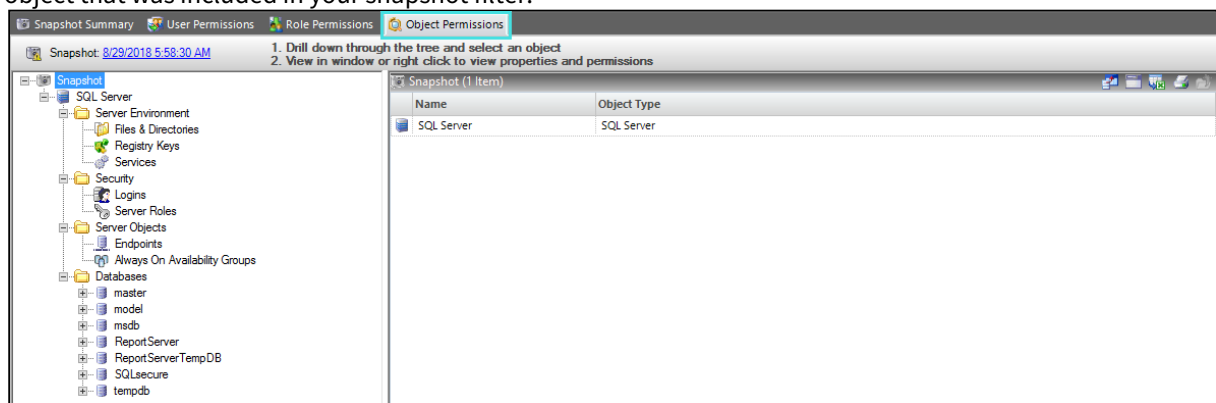 object that was included in your snapshot filter.
Snapshot Summary User Permissions Role Permissions Object Permissions
Snapshot: 8/29/2018 5:58:30 AM
1. Drill down through the tree and select an object
2. View in window or right click to view properties and permissions
Snapshot
SQL Server
Server Environment
Files & Directories
Registry Keys
Services
Security
Logins
Server Roles
Server Objects
Endpoints
Always On Availability Groups
Databases
master
model
msdb
ReportServer
ReportServerTempDB
SQLsecure
tempdb
Snapshot (1 Item)
Name Object Type
SQL Server SQL Server